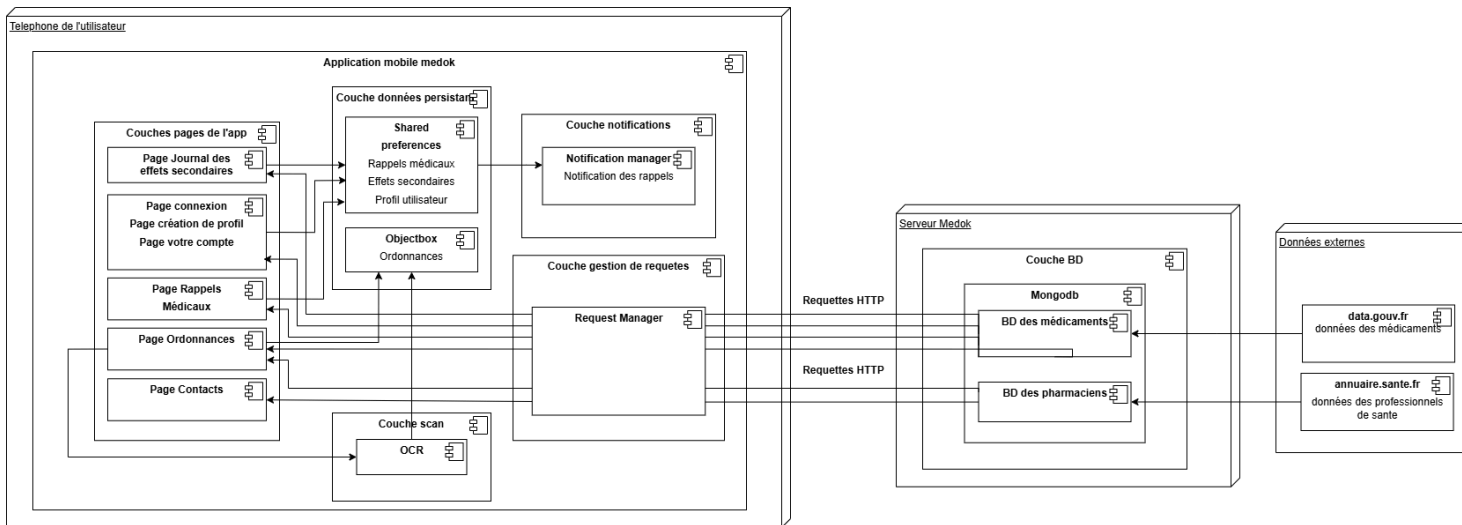 Telephone de l'utilisateur
Application mobile medok
Couches pages de l'app
Page Journal des
effets secondaires
Page connexion
Page création de profil
Page votre compte
Page Rappels
Médicaux
Page Ordonnances
Page Contacts
Couche données persistan
Shared
preferences
Rappels médicaux
Effets secondaires
Profil utilisateur
Objectbox
Ordonnances
Couche scan
OCR
Couche notifications
Notification manager
Notification des rappels
Couche gestion de requetes
Request Manager
Requettes HTTP
Requettes HTTP
Serveur Medok
Couche BD
Mongodb
BD des médicaments
BD des pharmaciens
Données externes
data.gouv.fr
données des médicaments
annuaire.sante.fr
données des professionnels
de sante